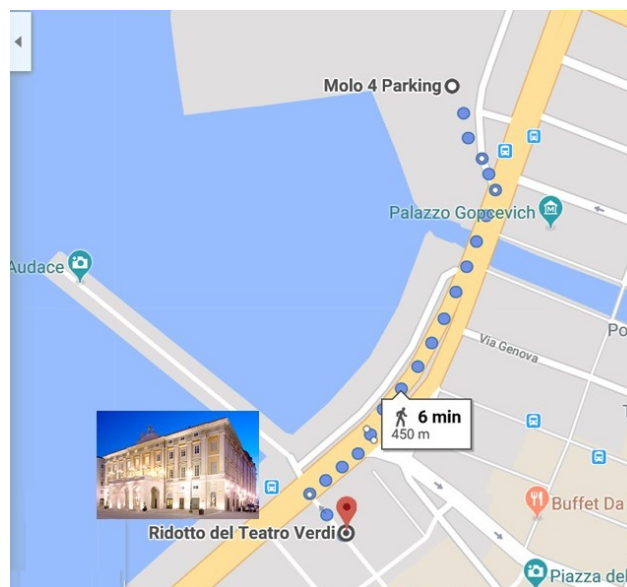 Molo 4 Parking
Palazzo Gopcevich
Audace
Po
Via Genova
6 min
450 m
T
Buffet Da
Ridotto del Teatro Verdi
Piazza del